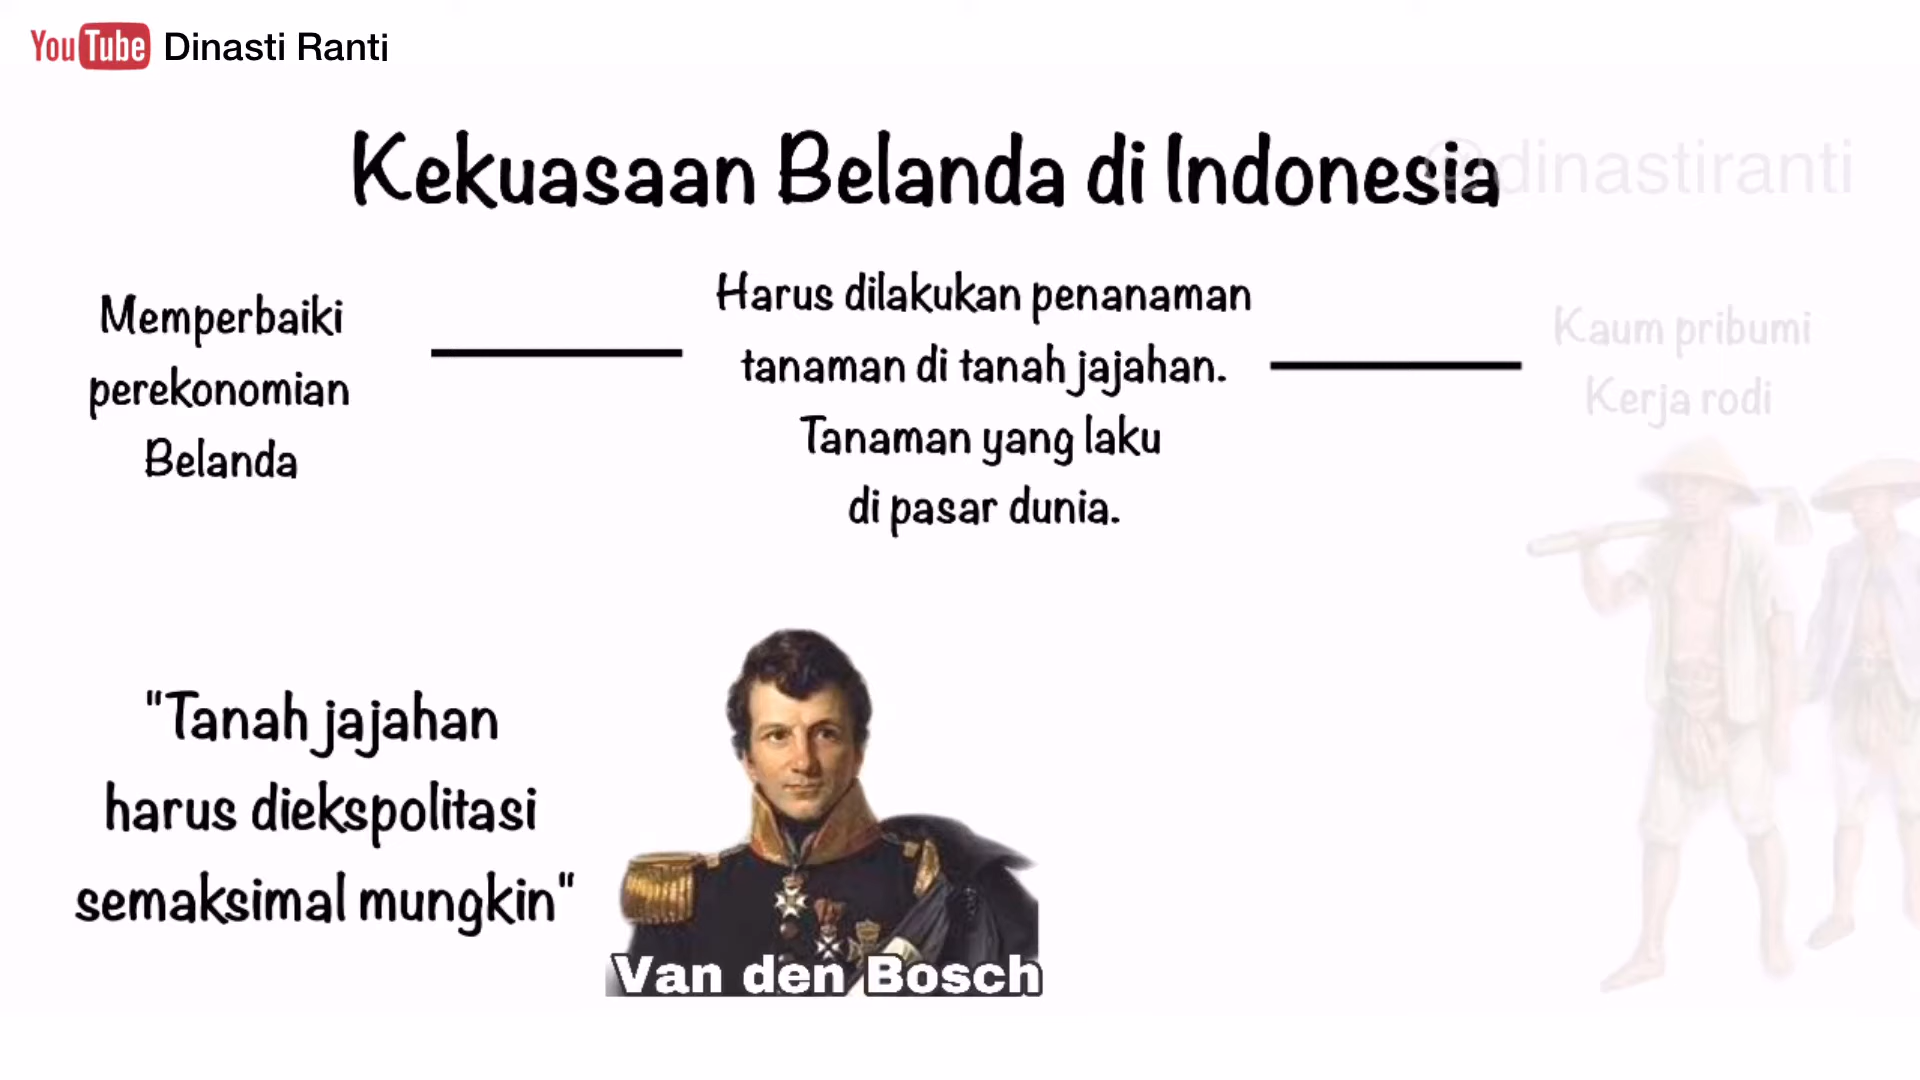 YouTube Dinasti Ranti
Kekuasaan Belanda di Indonesia
@dinastiranti
Memperbaiki
perekonomian
Belanda
Harus dilakukan penanaman
tanaman di tanah jajahan.
Tanaman yang laku
di pasar dunia.
Kaum pribumi
Kerja rodi
"Tanah jajahan
harus diekspolitasi
semaksimal mungkin"
Van den Bosch